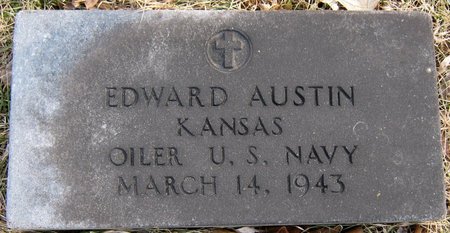 EDWARD AUSTIN
KANSAS
OILER U. S. NAVY
MARCH 14, 1943